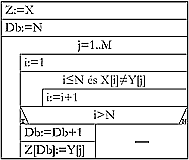 Z:=X
Db:=N
j=1..M
i:=1
i≤N és X[i]≠Y[j]
i:=i+1
i>N
Db:=Db+1
Z[Db]:=Y[j]
—